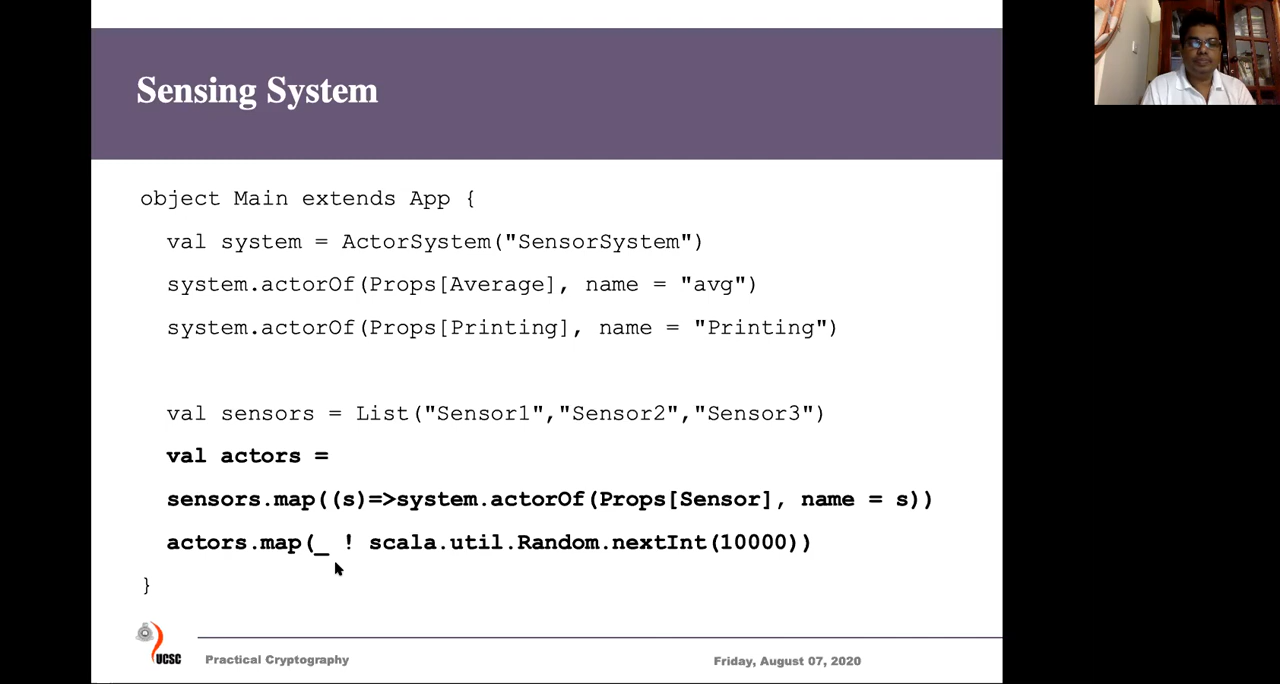 Sensing System
object Main extends App {
val system = ActorSystem("SensorSystem")
system.actorOf(Props[Average], name = "avg")
system.actorOf(Props[Printing], name = "Printing")
val sensors = List("Sensor1","Sensor2","Sensor3")
val actors =
sensors.map((s)=>system.actorOf(Props[Sensor], name = s))
actors.map(_ ! scala.util.Random.nextInt(10000))
}
UCSC
Practical Cryptography
Friday, August 07, 2020